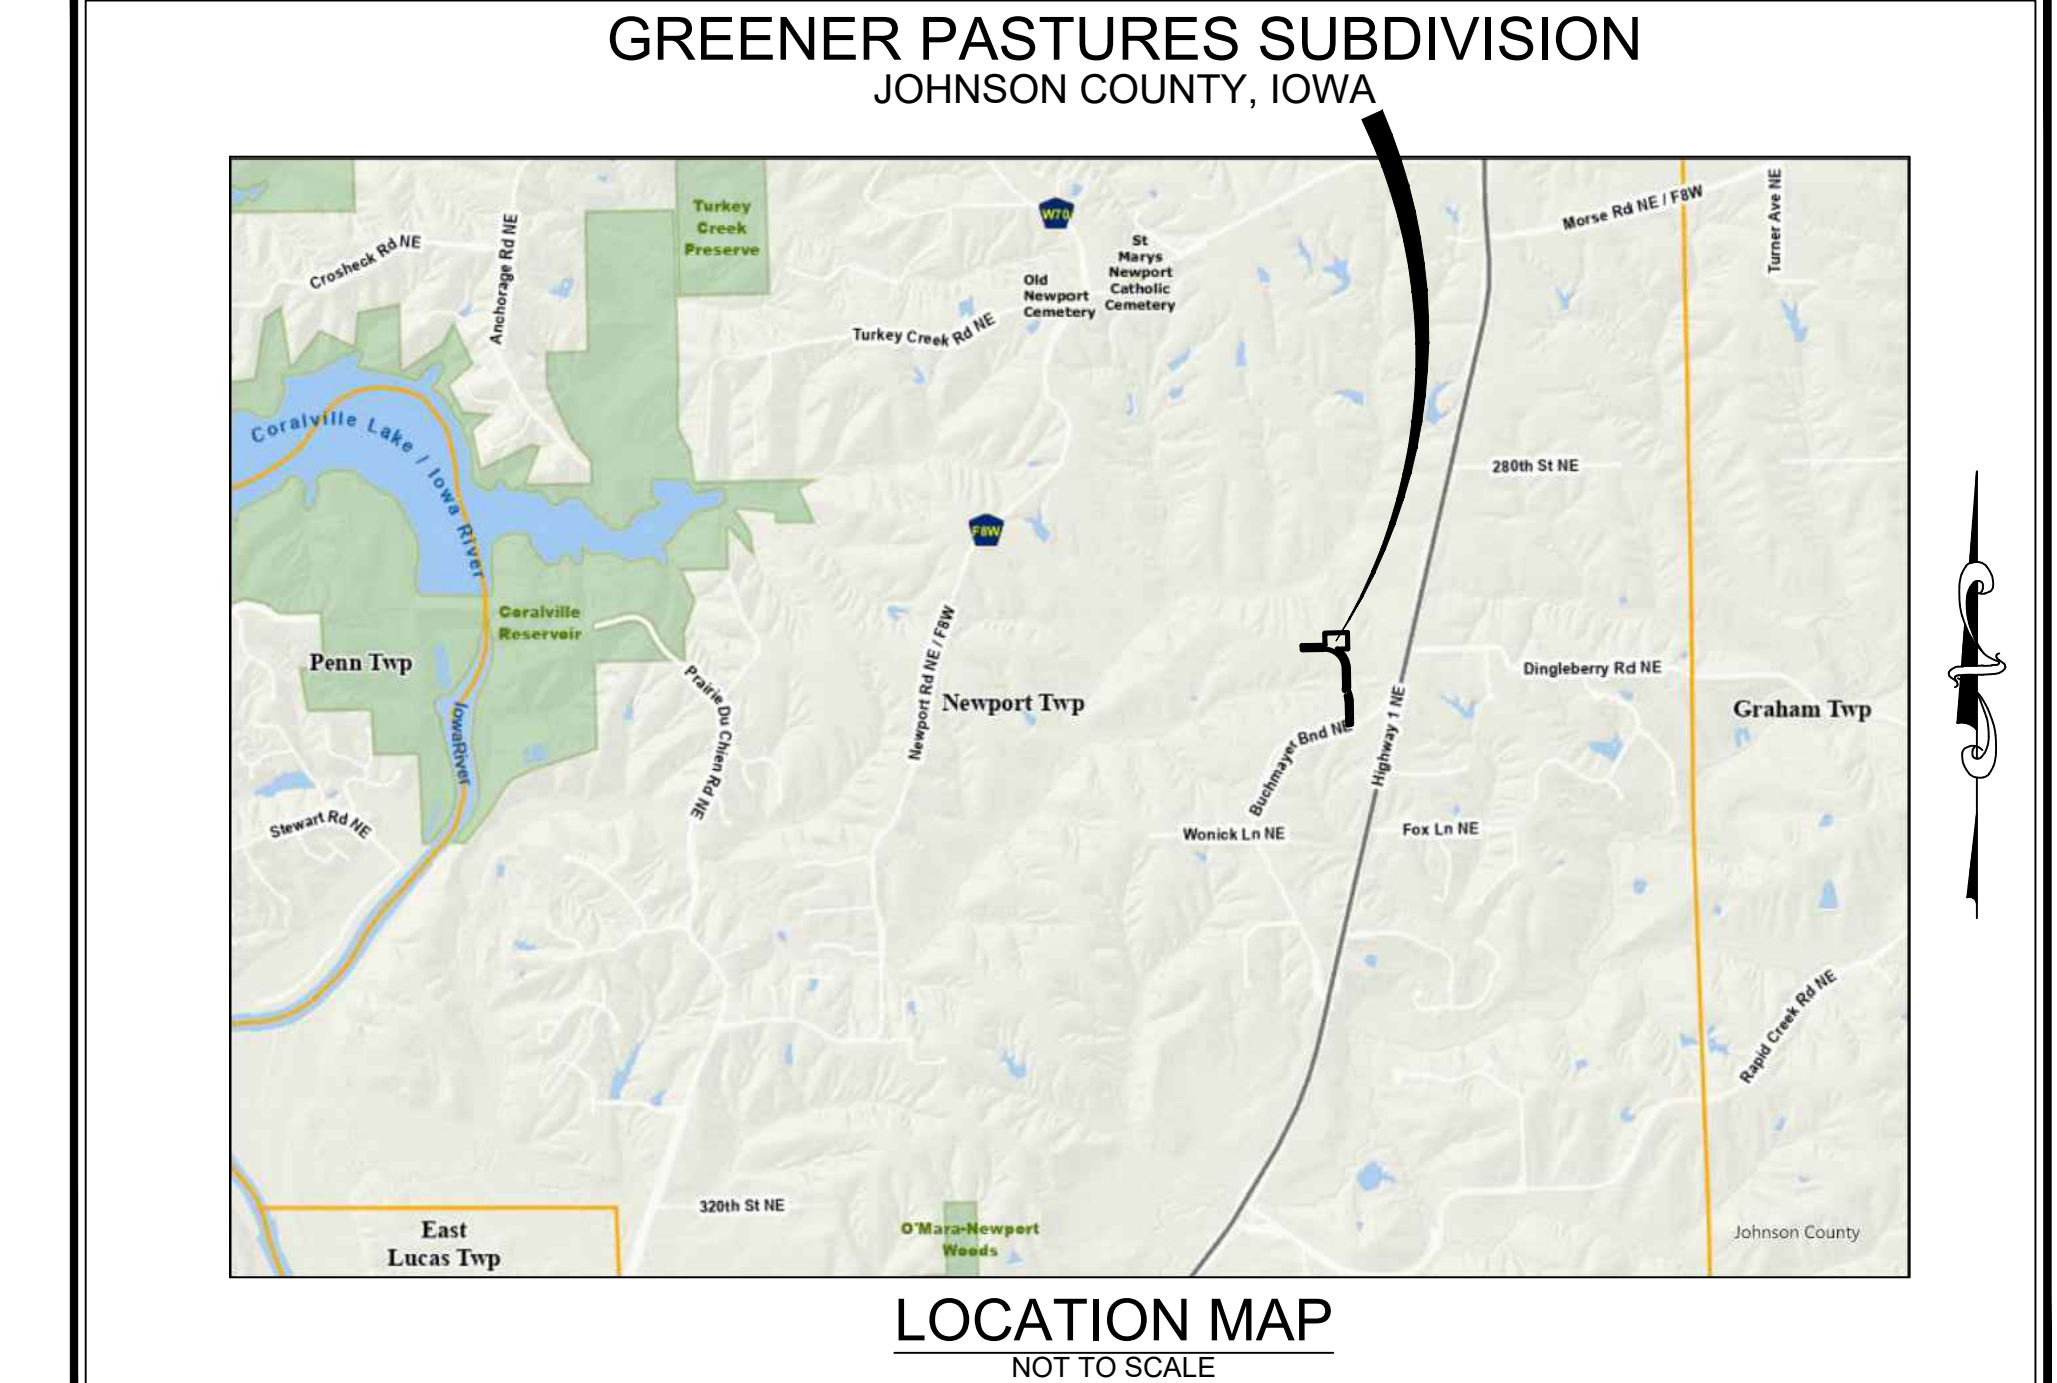 GREENER PASTURES SUBDIVISION
JOHNSON COUNTY, IOWA
Turkey
Creek
Preserve
W70
St
Marys
Newport
Catholic
Cemetery
Old
Newport
Cemetery
Morse Rd NE / F8W
Turner Ave NE
Crosheck Rd NE
Anchorage Rd NE
Turkey Creek Rd NE
Coralville Lake / Iowa River
280th St NE
F8W
Coralville
Reservoir
Penn Twp
Prairie Du Chien Rd NE
Newport Rd NE / F8W
Newport Twp
Dingleberry Rd NE
Graham Twp
Highway 1 NE
Buchmayer Bnd NE
IowaRiver
Stewart Rd NE
Wonick Ln NE
Fox Ln NE
Rapid Creek Rd NE
320th St NE
East
Lucas Twp
O'Mara-Newport
Woods
Johnson County
LOCATION MAP
NOT TO SCALE